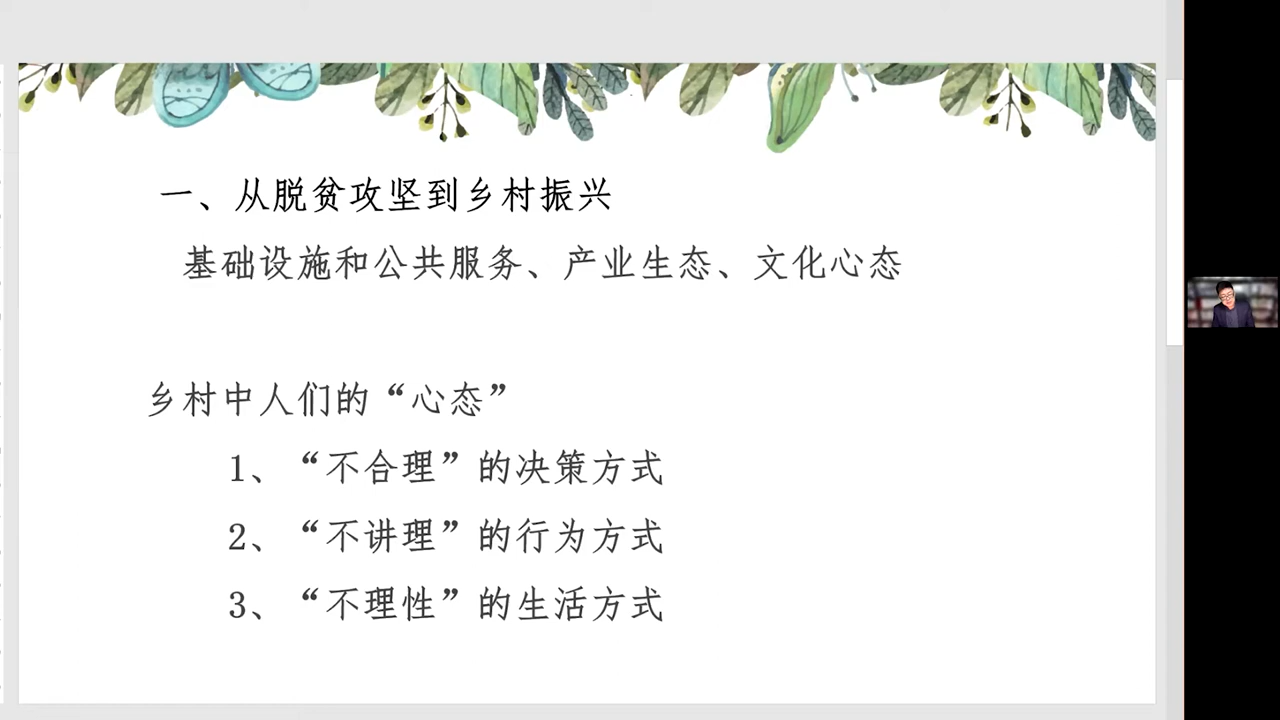 一、从脱贫攻坚到乡村振兴
基础设施和公共服务、产业生态、文化心态
乡村中人们的“心态”
1、“不合理”的决策方式
2、“不讲理”的行为方式
3、“不理性”的生活方式